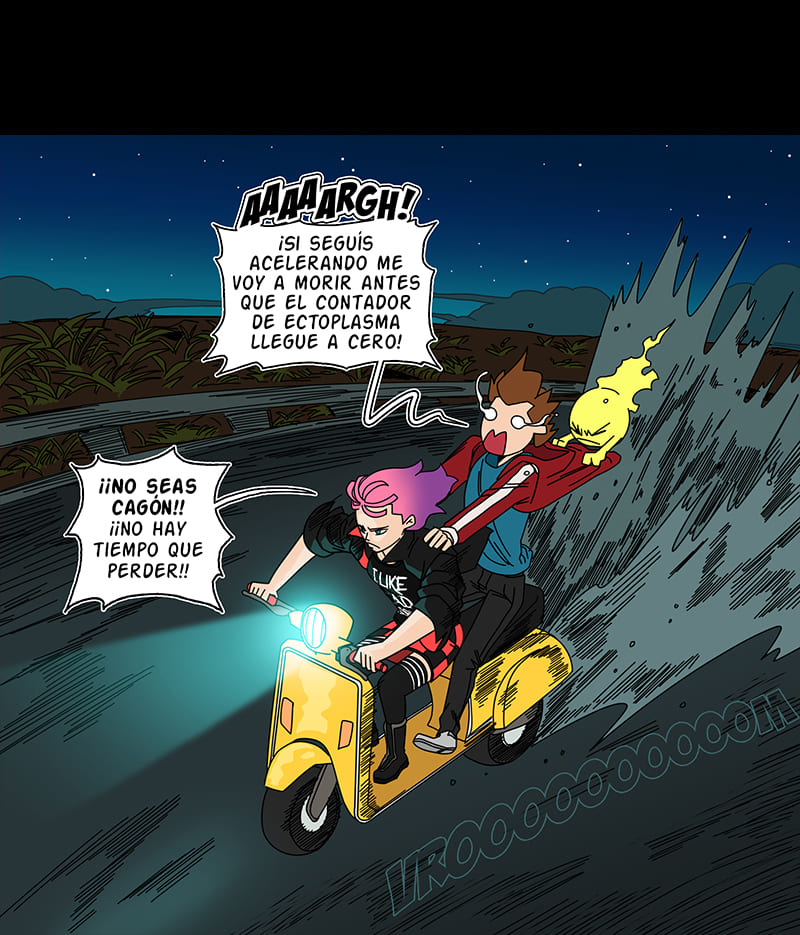 AAAAARGH!
¡SI SEGUÍS
ACELERANDO ME
VOY A MORIR ANTES
QUE EL CONTADOR
DE ECTOPLASMA
LLEGUE A CERO!
¡¡NO SEAS
CAGÓN!!
¡¡NO HAY
TIEMPO QUE
PERDER!!
I LIKE
VROOOOOOOOOOOM